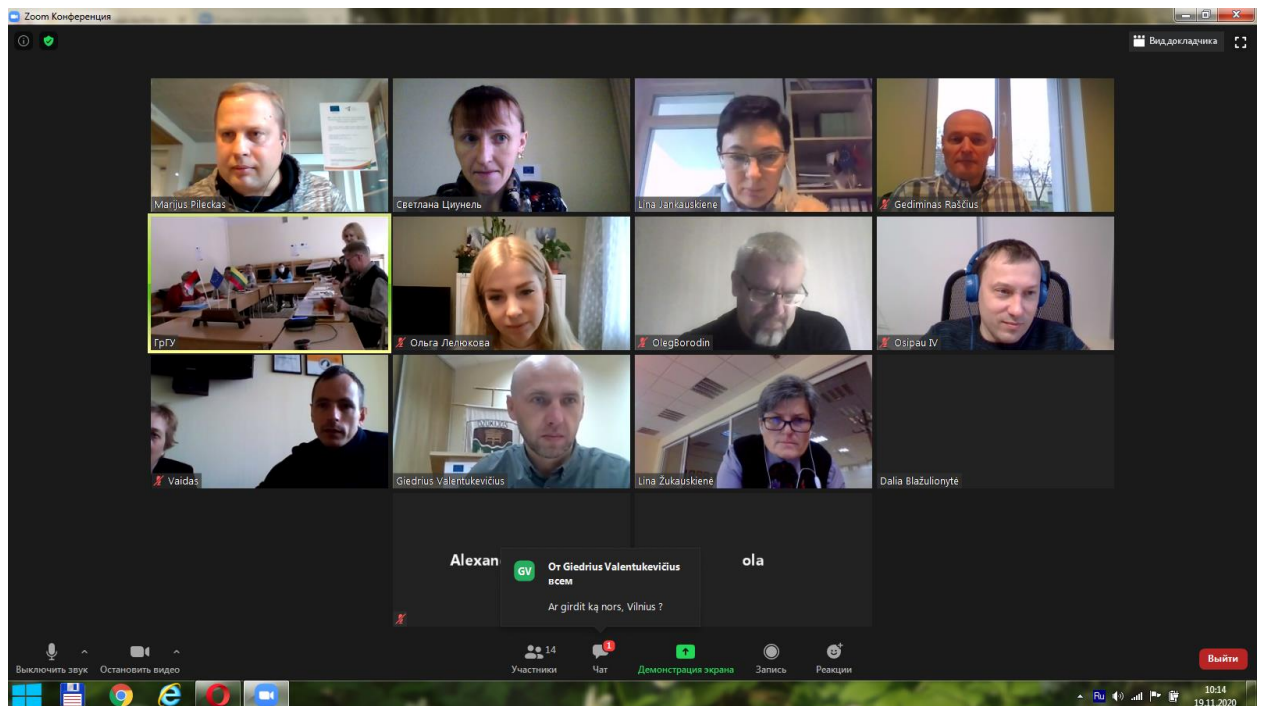 Zoom Конференция
Вид докладчика
Marijus Pileckas
Светлана Циунель
Lina Jankauskienė
Gediminas Raščius
ГрГУ
Ольга Лелюкова
OlegBorodin
Osipau IV
Vaidas
Giedrius Valentukevičius
Lina Žukauskienė
Dalia Blažulionytė
ola
GV
От Giedrius Valentukevičius
всем
Ar girdit ką nors, Vilnius ?
Выключить звук
Остановить видео
14
Участники
1
Чат
Демонстрация экрана
Запись
Реакции
Выйти
Ru
10:14
19.11.2020